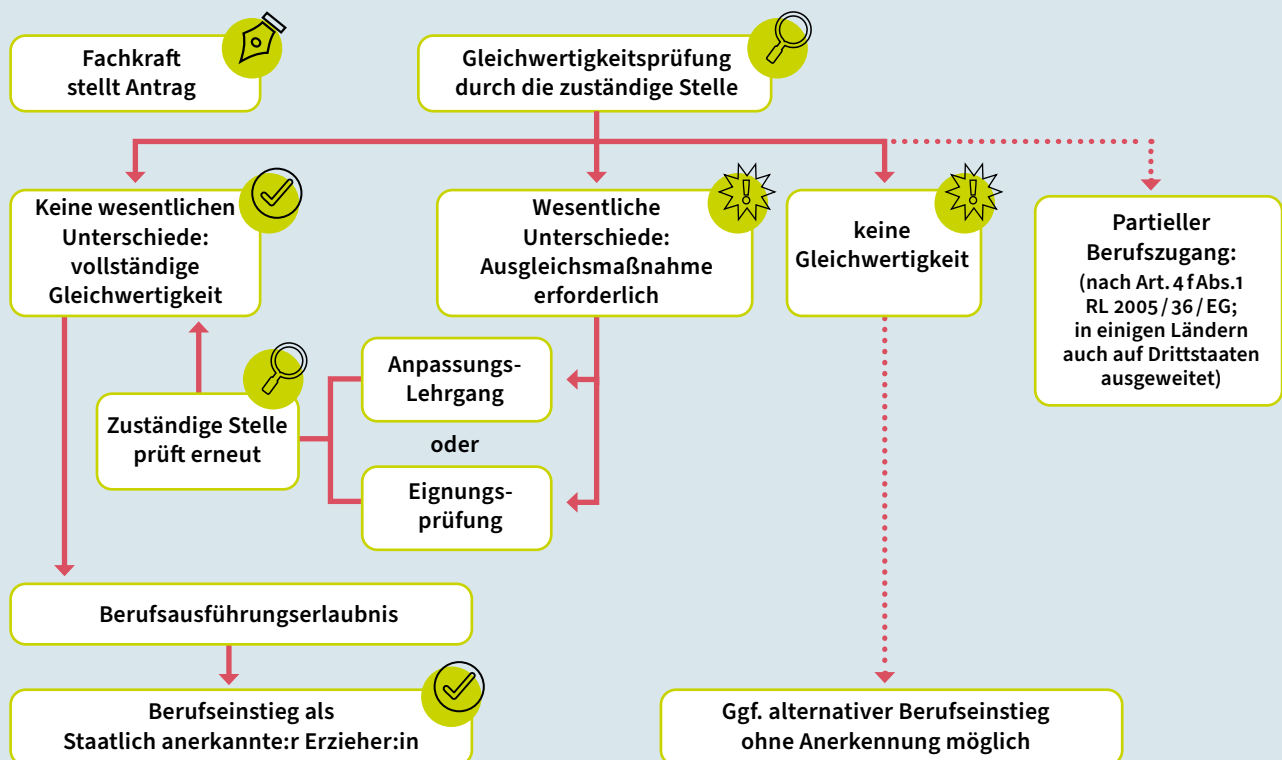 Fachkraft
stellt Antrag
Gleichwertigkeitsprüfung
durch die zuständige Stelle
Keine wesentlichen
Unterschiede:
vollständige
Gleichwertigkeit
Wesentliche
Unterschiede:
Ausgleichsmaßnahme
erforderlich
keine
Gleichwertigkeit
Partieller
Berufszugang:
(nach Art. 4 f Abs.1
RL 2005 / 36 / EG;
in einigen Ländern
auch auf Drittstaaten
ausgeweitet)
Anpassungs-
Lehrgang
oder
Eignungs-
prüfung
Zuständige Stelle
prüft erneut
Berufsausführungserlaubnis
Berufseinstieg als
Staatlich anerkannte:r Erzieher:in
Ggf. alternativer Berufseinstieg
ohne Anerkennung möglich